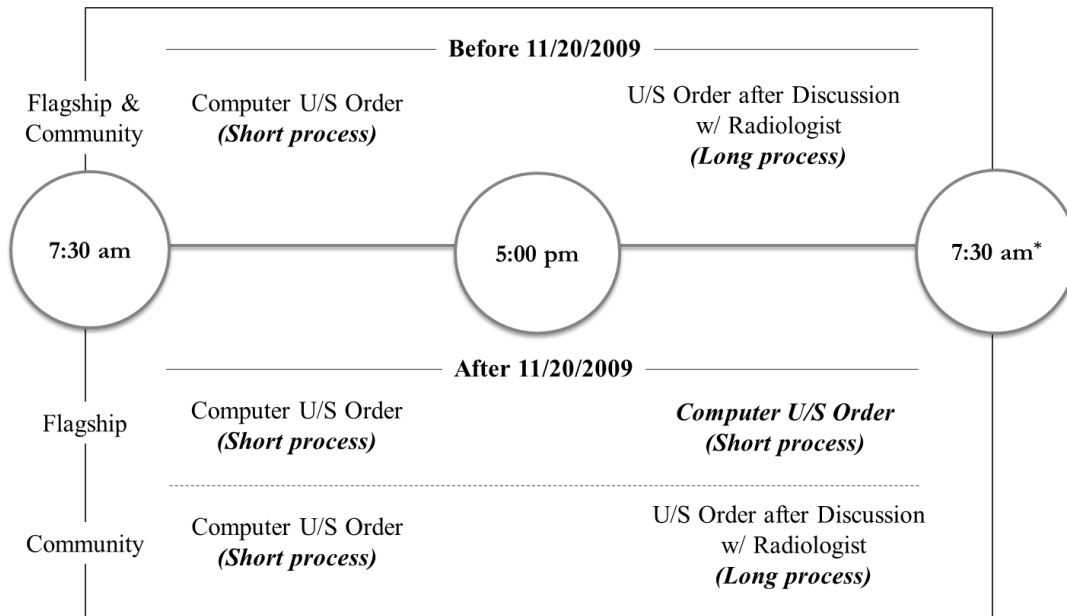 Before 11/20/2009
Flagship &
Community
Computer U/S Order
(Short process)
U/S Order after Discussion
w/ Radiologist
(Long process)
7:30 am
5:00 pm
7:30 am*
After 11/20/2009
Flagship
Computer U/S Order
(Short process)
Computer U/S Order
(Short process)
Community
Computer U/S Order
(Short process)
U/S Order after Discussion
w/ Radiologist
(Long process)